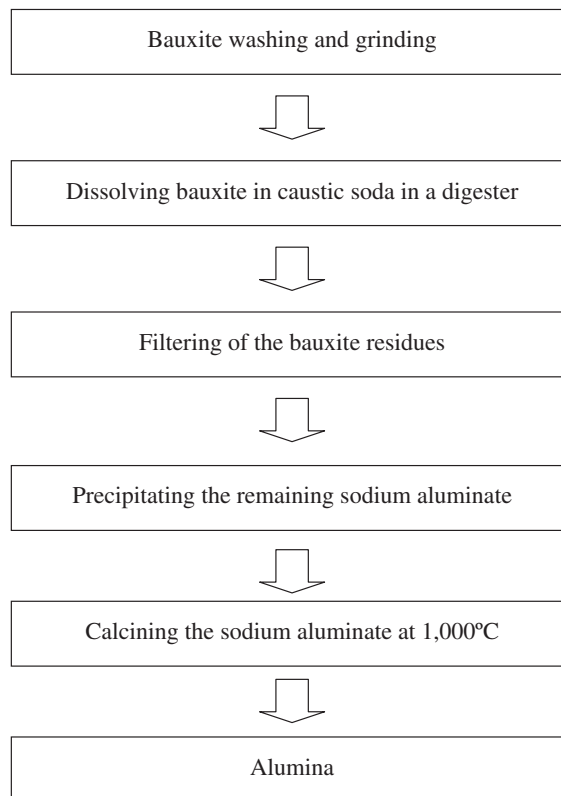 Bauxite washing and grinding
Dissolving bauxite in caustic soda in a digester
Filtering of the bauxite residues
Precipitating the remaining sodium aluminate
Calcining the sodium aluminate at 1,000ºC
Alumina